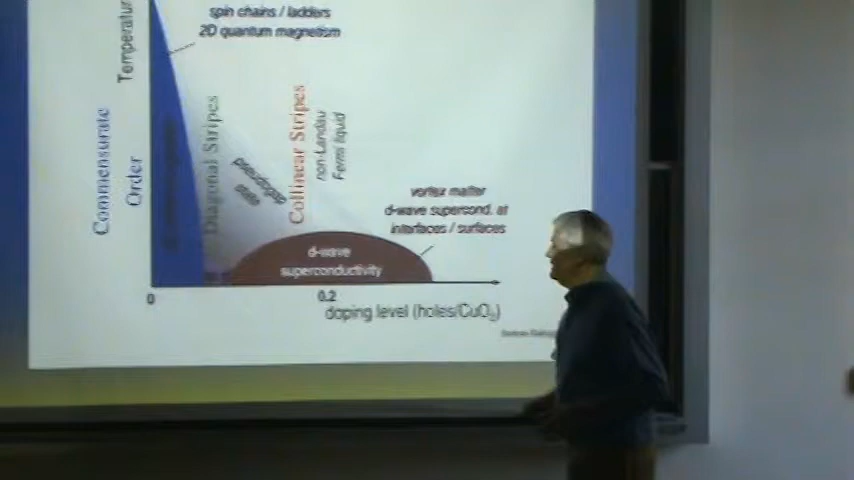 spin chains / ladders
2D quantum magnetism
Temperatur
Commensurate
Order
Diagonal Stripes
pseudogap
state
Collinear Stripes
non-Landau
Fermi liquid
vortex matter
d-wave supercond. at
interfaces / surfaces
d-wave
superconductivity
0
0.2
doping level (holes/CuO₂)